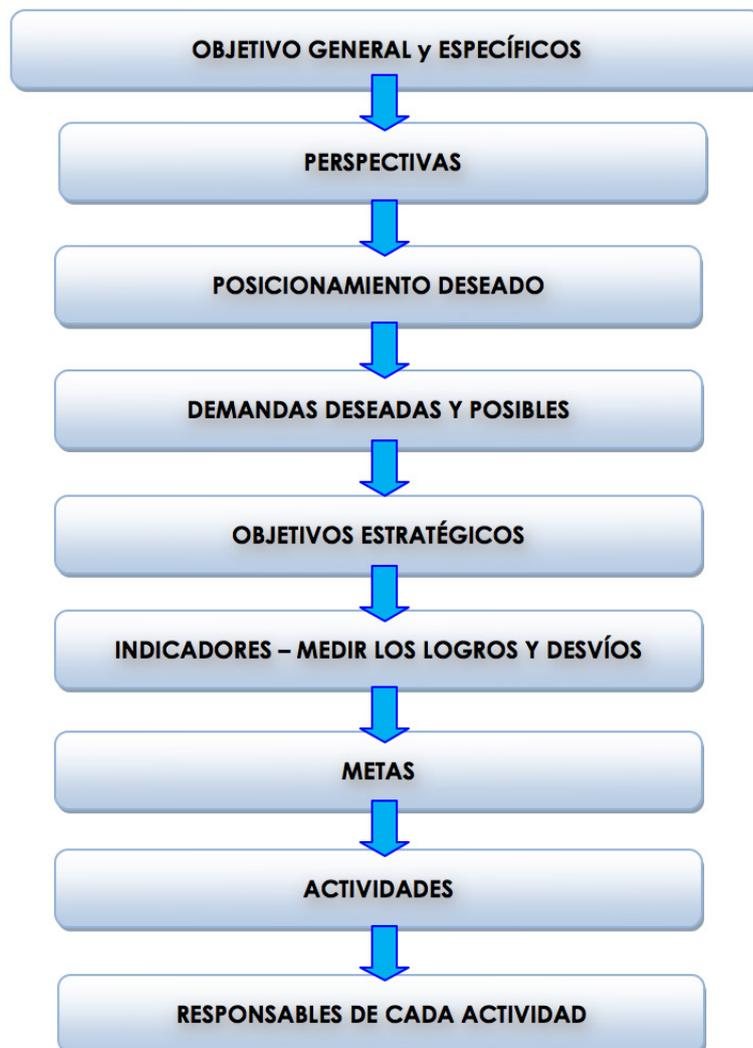 OBJETIVO GENERAL y ESPECÍFICOS
PERSPECTIVAS
POSICIONAMIENTO DESEADO
DEMANDAS DESEADAS Y POSIBLES
OBJETIVOS ESTRATÉGICOS
INDICADORES – MEDIR LOS LOGROS Y DESVÍOS
METAS
ACTIVIDADES
RESPONSABLES DE CADA ACTIVIDAD